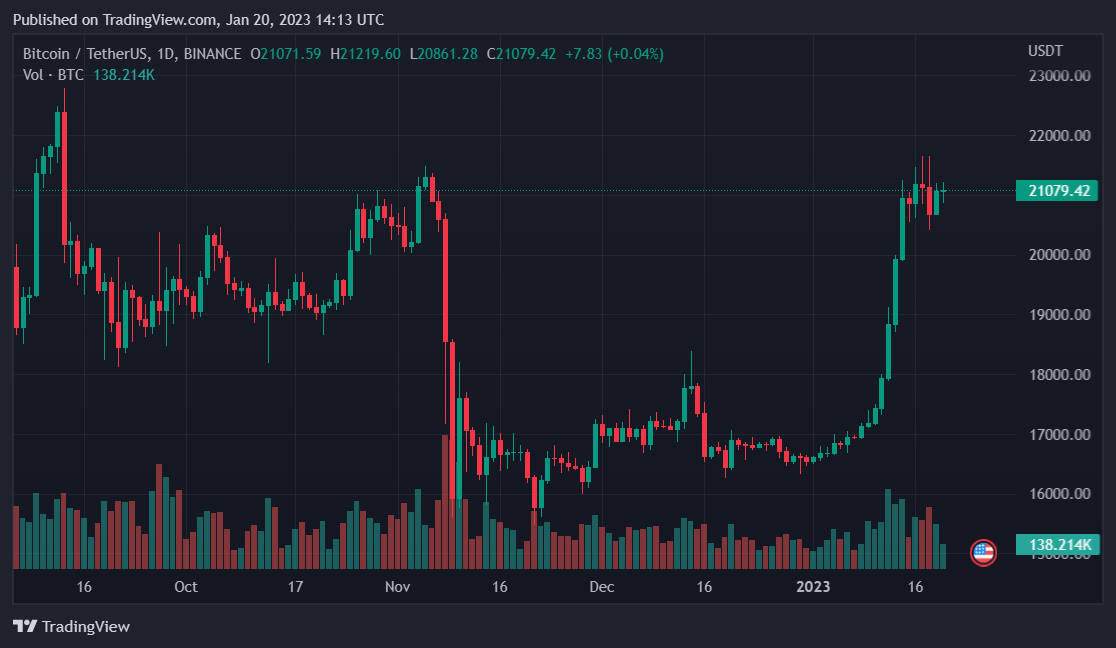 Published on TradingView.com, Jan 20, 2023 14:13 UTC
Bitcoin / TetherUS, 1D, BINANCE O21071.59 H21219.60 L20861.28 C21079.42 +7.83 (+0.04%)
Vol · BTC 138.214K
USDT
23000.00
22000.00
21079.42
20000.00
19000.00
18000.00
17000.00
16000.00
138.214K
16 Oct 17 Nov 16 Dec 16 2023 16
TradingView